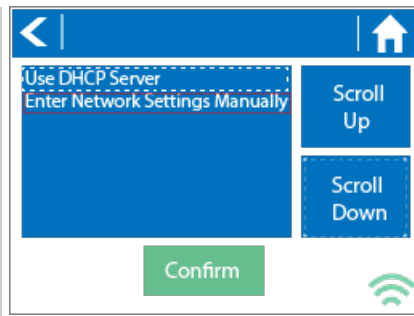 Use DHCP Server
Enter Network Settings Manually
Scroll
Up
Scroll
Down
Confirm